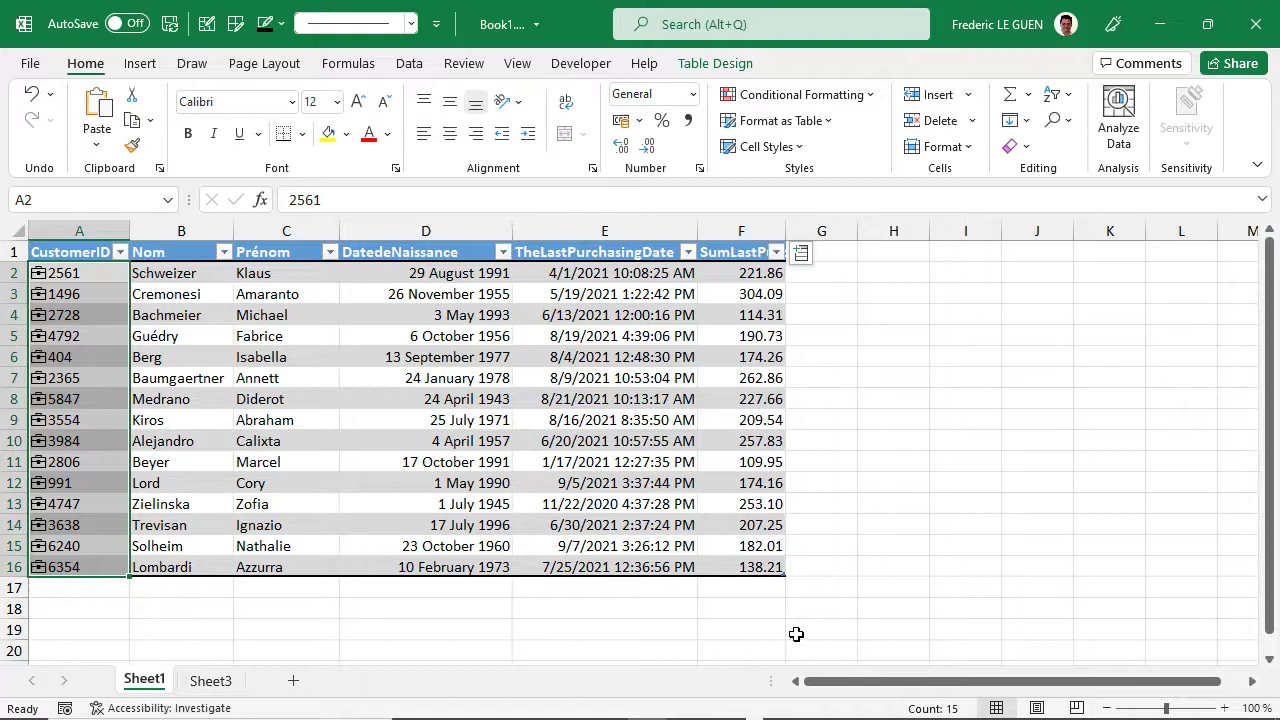 AutoSave Off Book1.... Search (Alt+Q) Frederic LE GUEN
File Home Insert Draw Page Layout Formulas Data Review View Developer Help Table Design Comments Share
Paste Calibri 12 General Conditional Formatting Insert Analyze Data Sensitivity
B I U A % Format as Table Delete
Cell Styles Format
Clipboard Font Alignment Number Styles Cells Editing Analysis Sensitivity
A2 fx 2561
A B C D E F G H I J K L M
1 CustomerID Nom Prénom DatedeNaissance TheLastPurchasingDate SumLastP
2 2561 Schweizer Klaus 29 August 1991 4/1/2021 10:08:25 AM 221.86
3 1496 Cremonesi Amaranto 26 November 1955 5/19/2021 1:22:42 PM 304.09
4 2728 Bachmeier Michael 3 May 1993 6/13/2021 12:00:16 PM 114.31
5 4792 Guédry Fabrice 6 October 1956 8/19/2021 4:39:06 PM 190.73
6 404 Berg Isabella 13 September 1977 8/4/2021 12:48:30 PM 174.26
7 2365 Baumgaertner Annett 24 January 1978 8/9/2021 10:53:04 PM 262.86
8 5847 Medrano Diderot 24 April 1943 8/21/2021 10:13:17 AM 227.66
9 3554 Kiros Abraham 25 July 1971 8/16/2021 8:35:50 AM 209.54
10 3984 Alejandro Calixta 4 April 1957 6/20/2021 10:57:55 AM 257.83
11 2806 Beyer Marcel 17 October 1991 1/17/2021 12:27:35 PM 109.95
12 991 Lord Cory 1 May 1990 9/5/2021 3:37:44 PM 174.16
13 4747 Zielinska Zofia 1 July 1945 11/22/2020 4:37:28 PM 253.10
14 3638 Trevisan Ignazio 17 July 1996 6/30/2021 2:37:24 PM 207.25
15 6240 Solheim Nathalie 23 October 1960 9/7/2021 3:26:12 PM 182.01
16 6354 Lombardi Azzurra 10 February 1973 7/25/2021 12:36:56 PM 138.21
17
18
19
20
Sheet1 Sheet3
Ready Accessibility: Investigate Count: 15 100 %